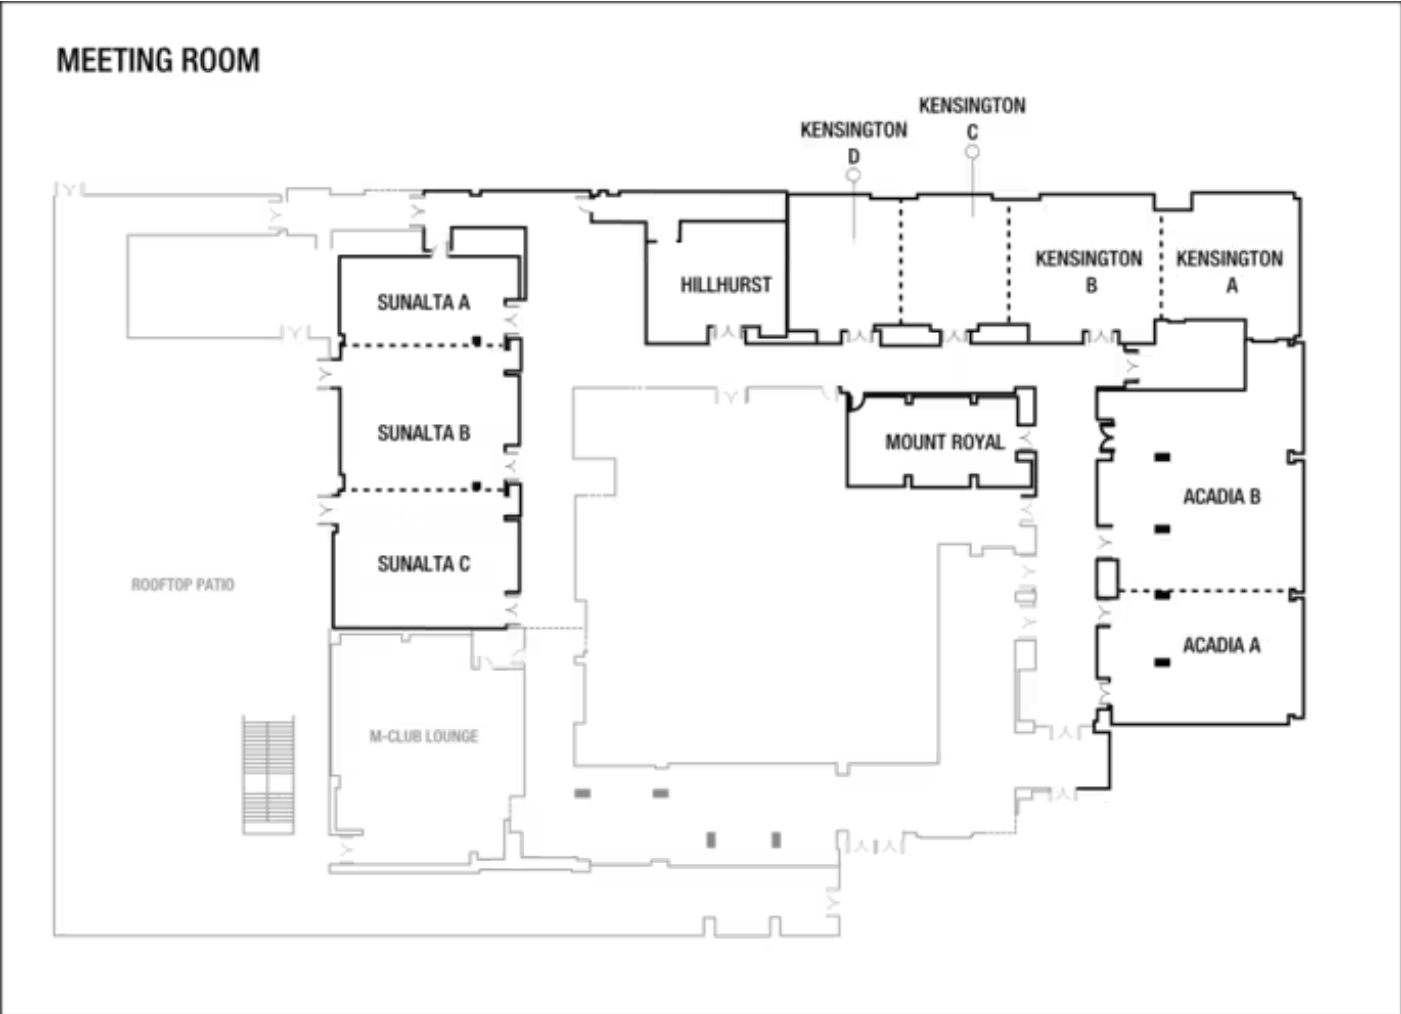 MEETING ROOM
KENSINGTON
C
KENSINGTON
D
KENSINGTON
B
KENSINGTON
A
HILLHURST
SUNALTA A
SUNALTA B
MOUNT ROYAL
ACADIA B
SUNALTA C
ROOFTOP PATIO
ACADIA A
M-CLUB LOUNGE